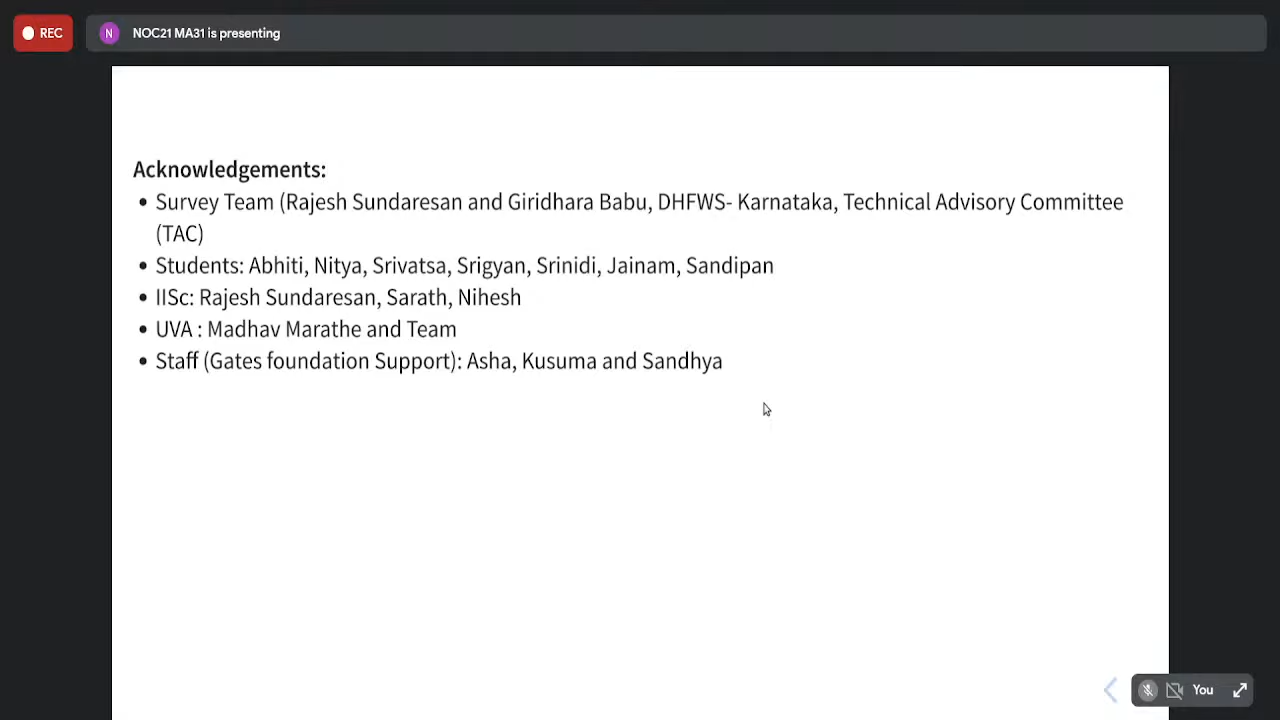 REC
N
NOC21 MA31 is presenting
Acknowledgements:
• Survey Team (Rajesh Sundaresan and Giridhara Babu, DHFWS- Karnataka, Technical Advisory Committee
(TAC)
• Students: Abhiti, Nitya, Srivatsa, Srigyan, Srinidi, Jainam, Sandipan
• IISc: Rajesh Sundaresan, Sarath, Nihesh
• UVA : Madhav Marathe and Team
• Staff (Gates foundation Support): Asha, Kusuma and Sandhya
You